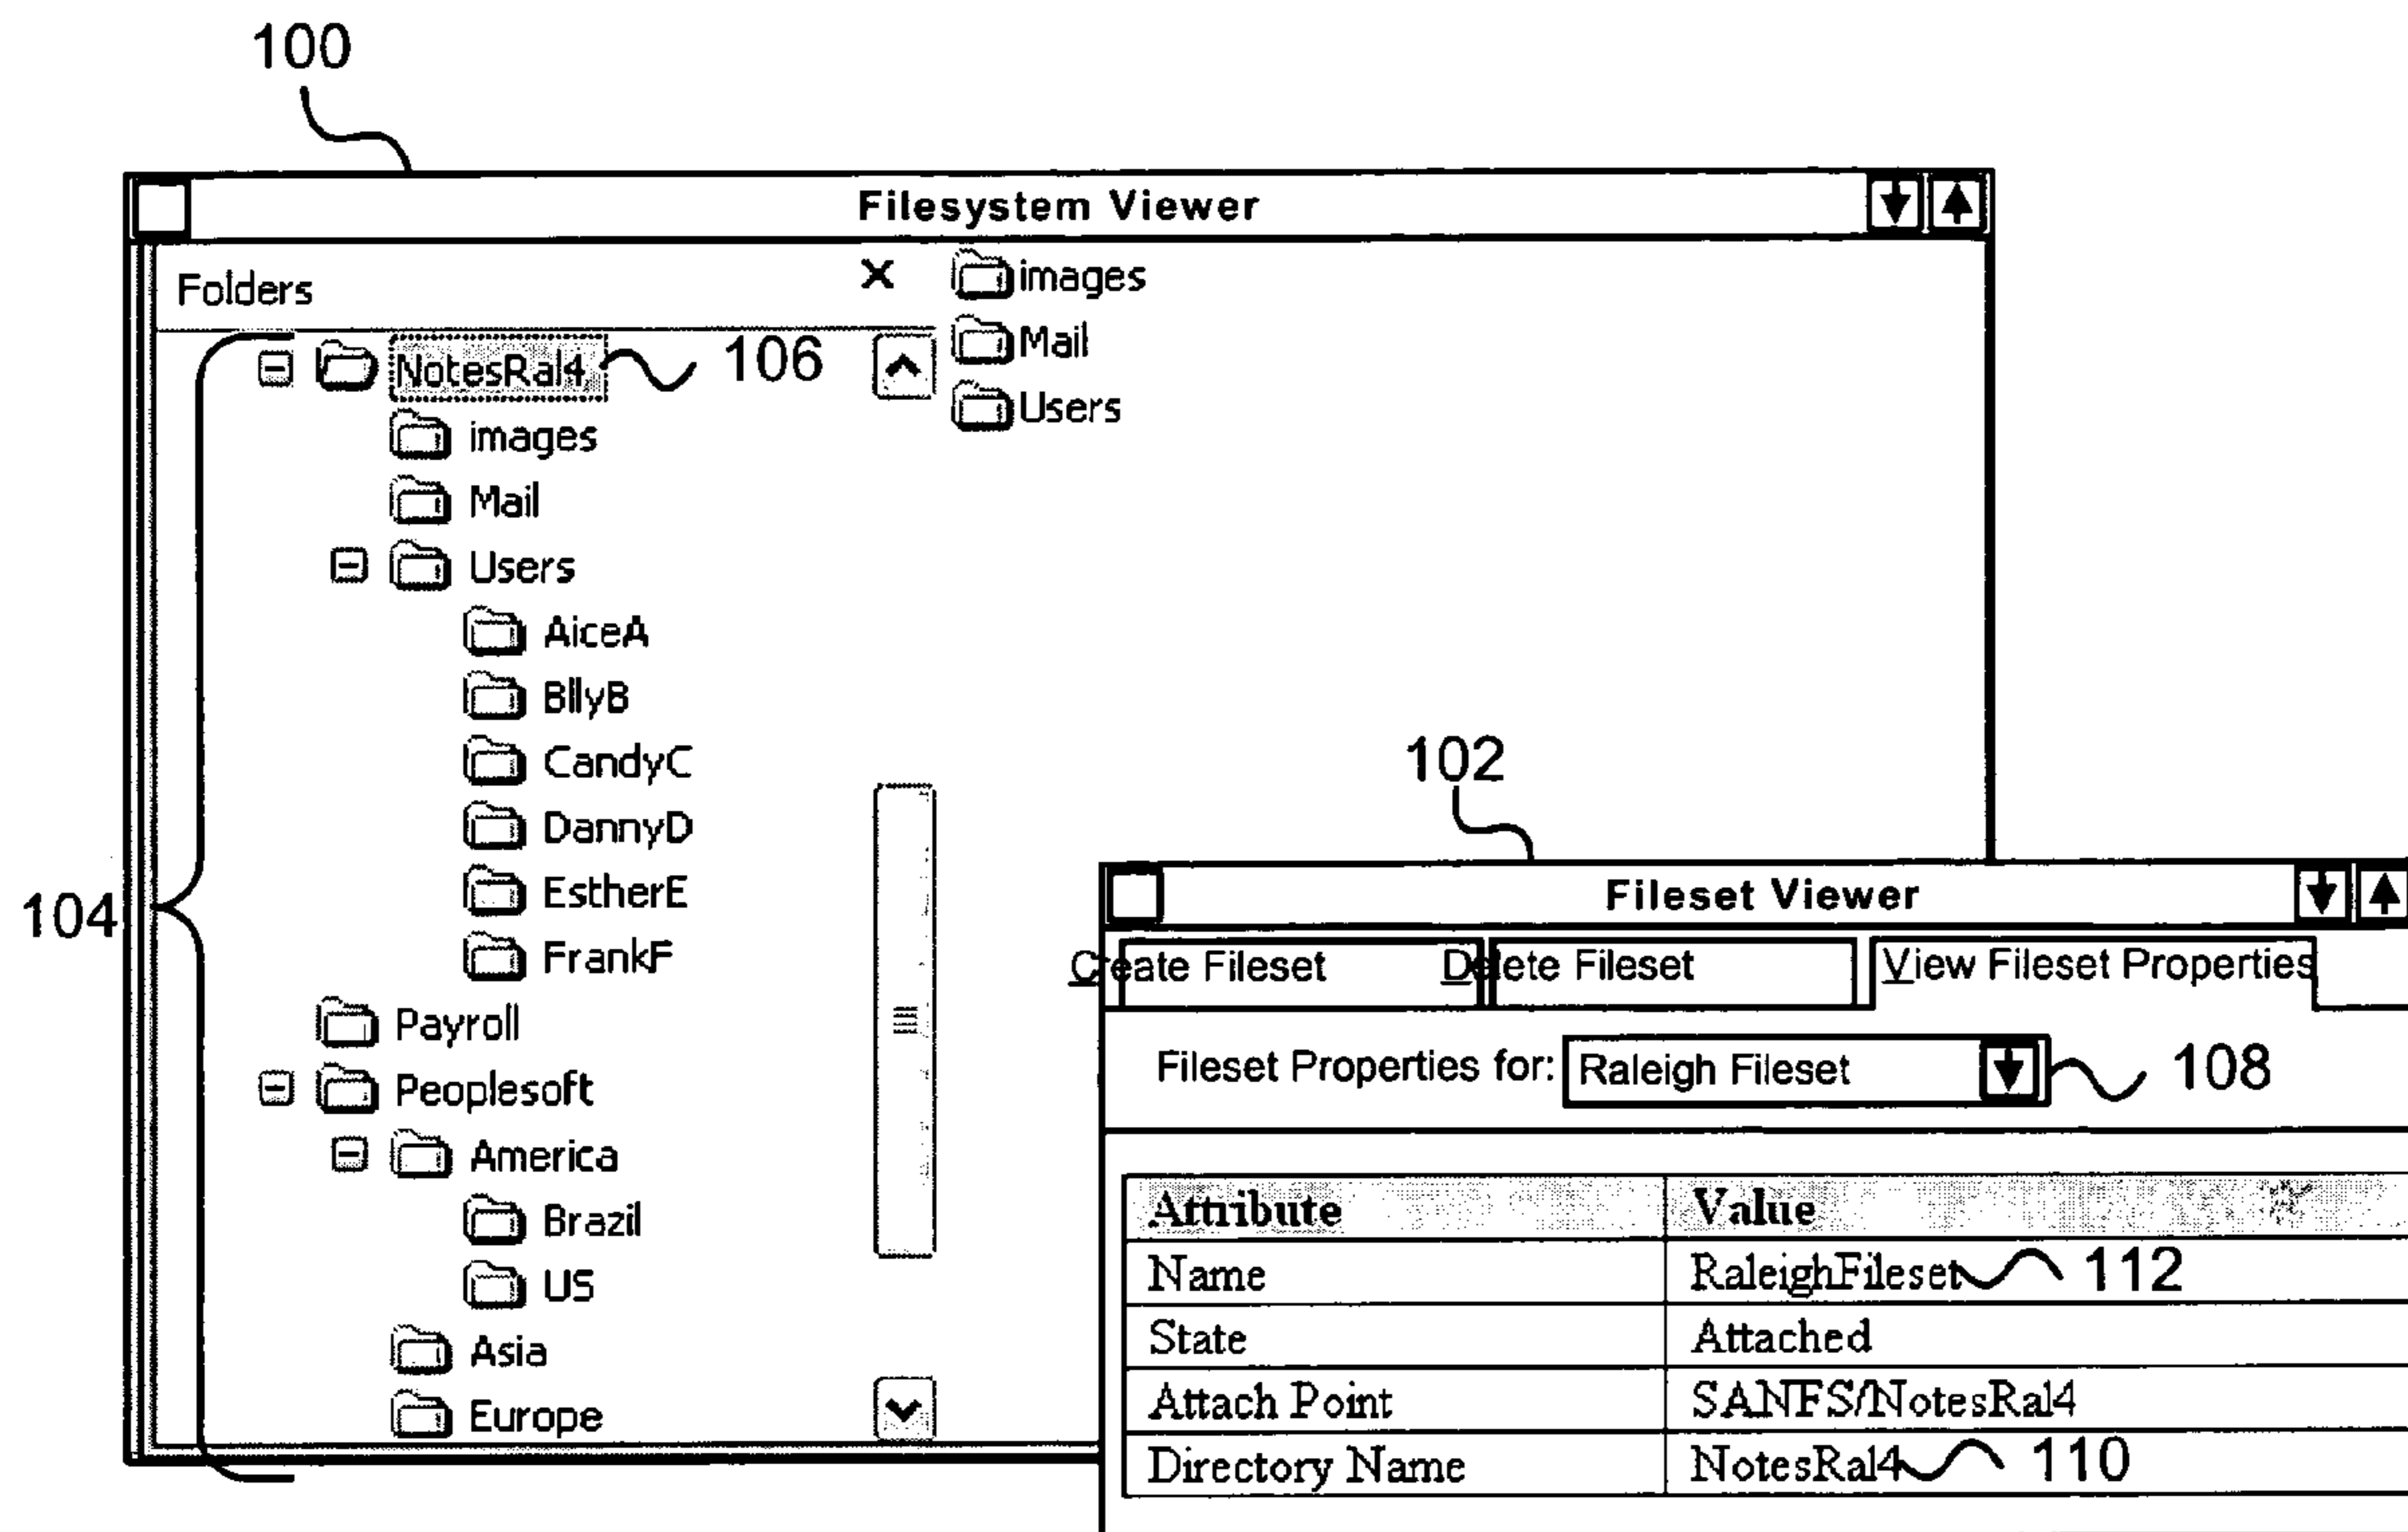 100
Filesystem Viewer
Folders
images
Mail
Users
NotesRal4
106
images
Mail
Users
AiceA
BllyB
CandyC
DannyD
EstherE
FrankF
Payroll
Peoplesoft
America
Brazil
US
Asia
Europe
104
102
Fileset Viewer
Create Fileset
Delete Fileset
View Fileset Properties
Fileset Properties for: Raleigh Fileset 108
Attribute Value
Name RaleighFileset 112
State Attached
Attach Point SANFS/NotesRal4
Directory Name NotesRal4 110